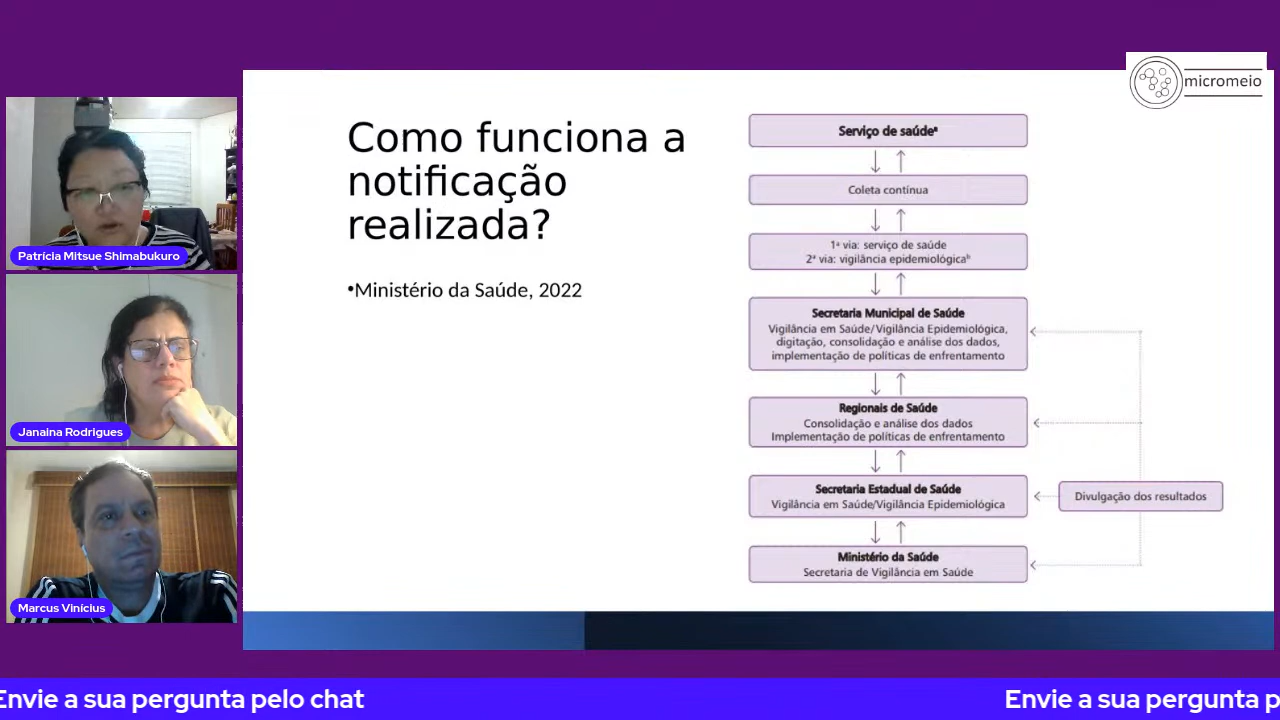 micromeio
Patrícia Mitsue Shimabukuro
Janaina Rodrigues
Marcus Vinícius
Como funciona a
notificação
realizada?
•Ministério da Saúde, 2022
Serviço de saúdeª
Coleta contínua
1ª via: serviço de saúde
2ª via: vigilância epidemiológicaᵇ
Secretaria Municipal de Saúde
Vigilância em Saúde/Vigilância Epidemiológica,
digitação, consolidação e análise dos dados,
implementação de políticas de enfrentamento
Regionais de Saúde
Consolidação e análise dos dados
Implementação de políticas de enfrentamento
Secretaria Estadual de Saúde
Vigilância em Saúde/Vigilância Epidemiológica
Divulgação dos resultados
Ministério da Saúde
Secretaria de Vigilância em Saúde
Envie a sua pergunta pelo chat
Envie a sua pergunta p